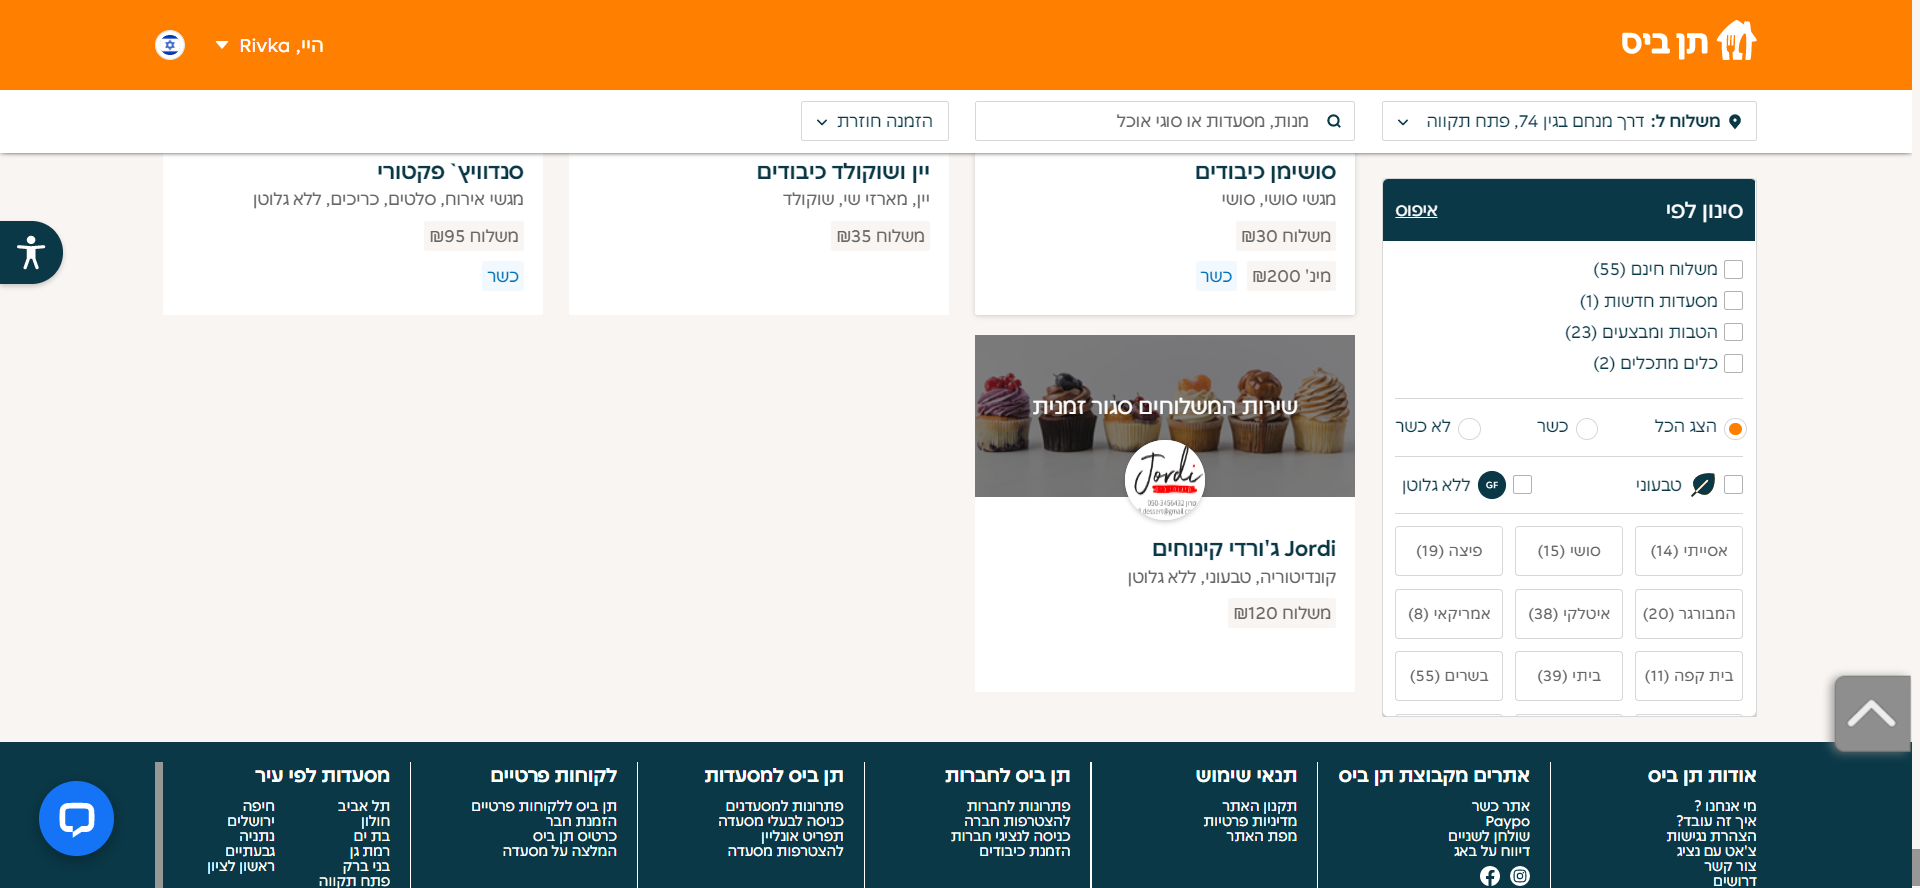 תן ביס
היי, Rivka
משלוח ל: דרך מנחם בגין 74, פתח תקווה
מנות, מסעדות או סוגי אוכל
הזמנה חוזרת
סינון לפי
איפוס
משלוח חינם (55)
מסעדות חדשות (1)
הטבות ומבצעים (23)
כלים מתכלים (2)
הצג הכל
כשר
לא כשר
טבעוני
GF ללא גלוטן
אסייתי (14)
סושי (15)
פיצה (19)
המבורגר (20)
איטלקי (38)
אמריקאי (8)
בית קפה (11)
ביתי (39)
בשרים (55)
סושימן כיבודים
מגשי סושי, סושי
משלוח ₪30
מינ' ₪200
כשר
יין ושוקולד כיבודים
יין, מארזי שי, שוקולד
משלוח ₪35
סנדוויץ` פקטורי
מגשי אירוח, סלטים, כריכים, ללא גלוטן
משלוח ₪95
כשר
שירות המשלוחים סגור זמנית
Jordi
050-3456432
dessert@gmail.co
Jordi ג'ורדי קינוחים
קונדיטוריה, טבעוני, ללא גלוטן
משלוח ₪120
אודות תן ביס
מי אנחנו ?
איך זה עובד?
הצהרת נגישות
צ'אט עם נציג
צור קשר
דרושים
אתרים מקבוצת תן ביס
אתר כשר
Paypo
שולחן לשניים
דיווח על באג
תנאי שימוש
תקנון האתר
מדיניות פרטיות
מפת האתר
תן ביס לחברות
פתרונות לחברות
להצטרפות חברה
כניסה לנציגי חברות
הזמנת כיבודים
תן ביס למסעדות
פתרונות למסעדנים
כניסה לבעלי מסעדה
תפריט אונליין
להצטרפות מסעדה
לקוחות פרטיים
תן ביס ללקוחות פרטיים
הזמנת חבר
כרטיס תן ביס
המלצה על מסעדה
מסעדות לפי עיר
תל אביב
חולון
בת ים
רמת גן
בני ברק
פתח תקווה
חיפה
ירושלים
נתניה
גבעתיים
ראשון לציון